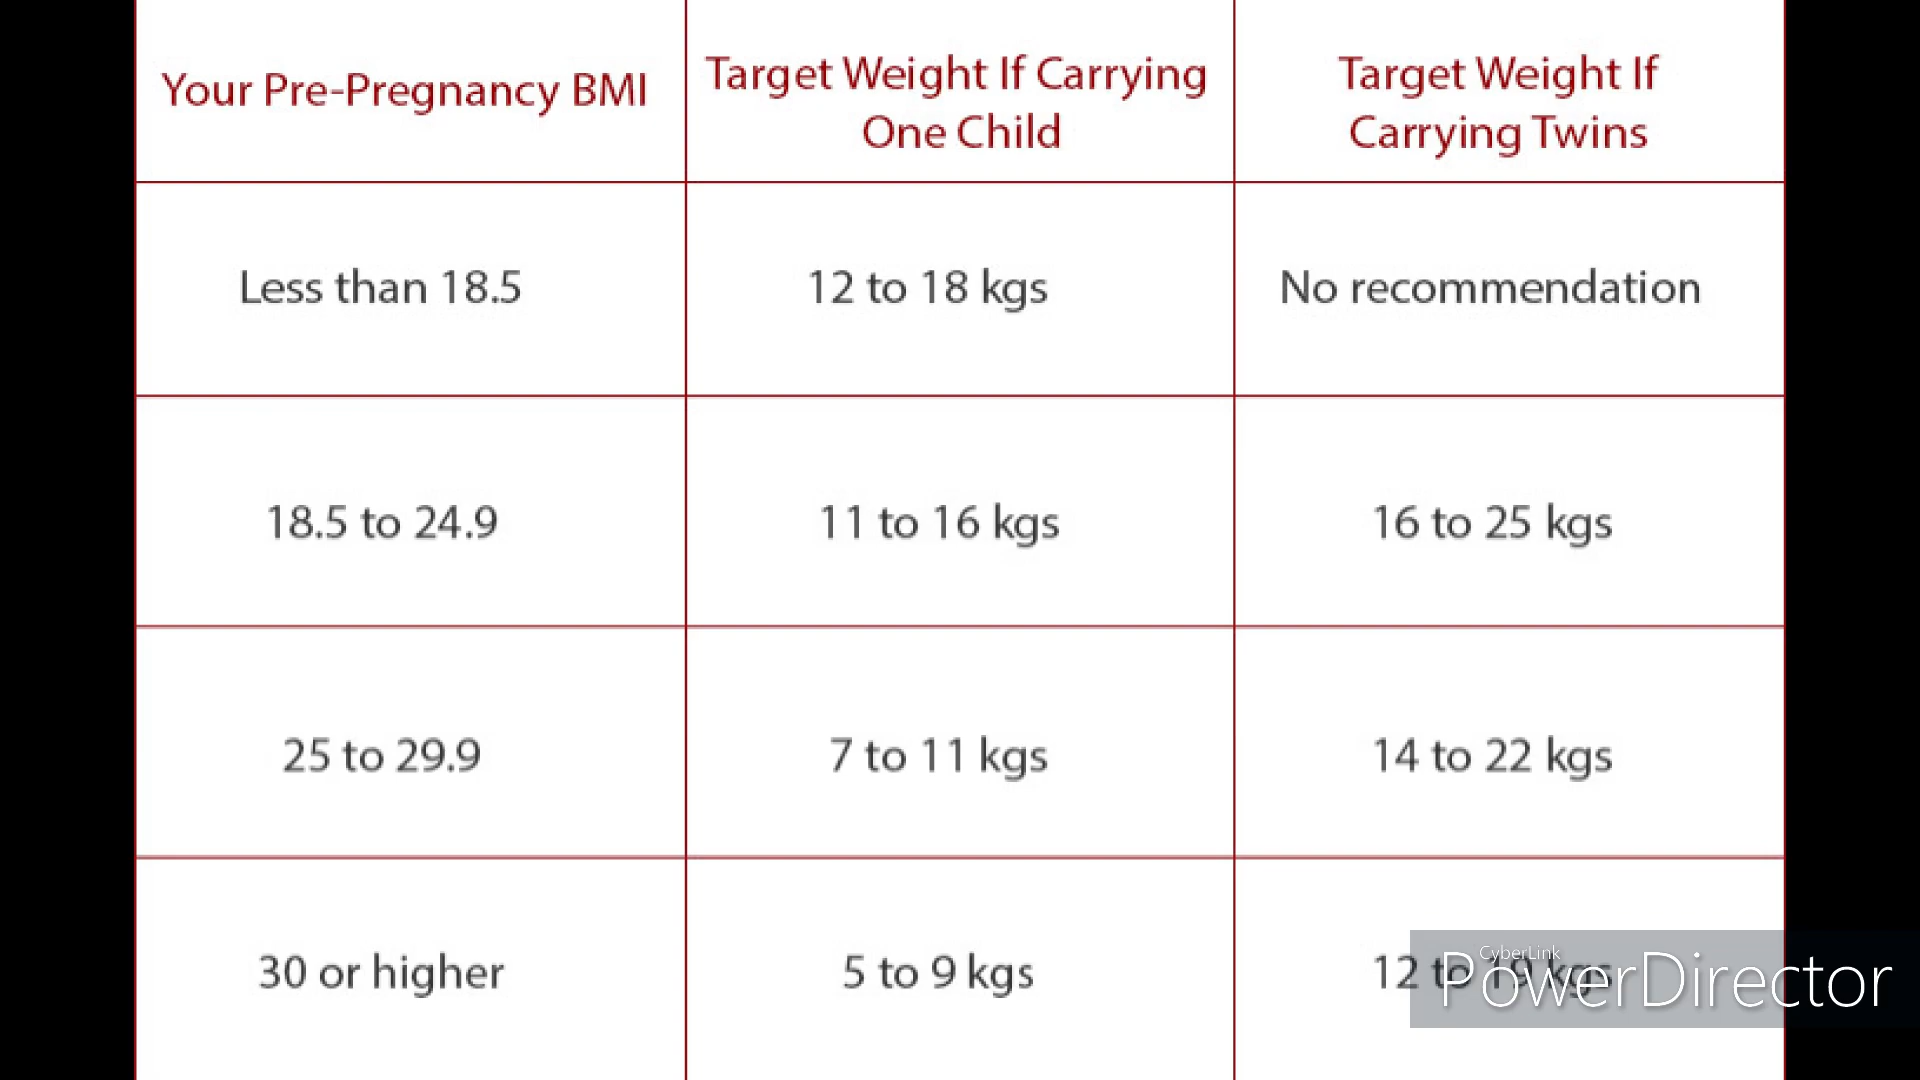 Your Pre-Pregnancy BMI
Target Weight If Carrying
One Child
Target Weight If
Carrying Twins
Less than 18.5
12 to 18 kgs
No recommendation
18.5 to 24.9
11 to 16 kgs
16 to 25 kgs
25 to 29.9
7 to 11 kgs
14 to 22 kgs
30 or higher
5 to 9 kgs
12 to 19 kgs
CyberLink
PowerDirector